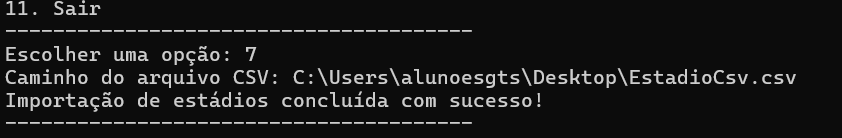 11. Sair
---------------------------------------
Escolher uma opção: 7
Caminho do arquivo CSV: C:\Users\alunoesgts\Desktop\EstadioCsv.csv
Importação de estádios concluída com sucesso!
---------------------------------------